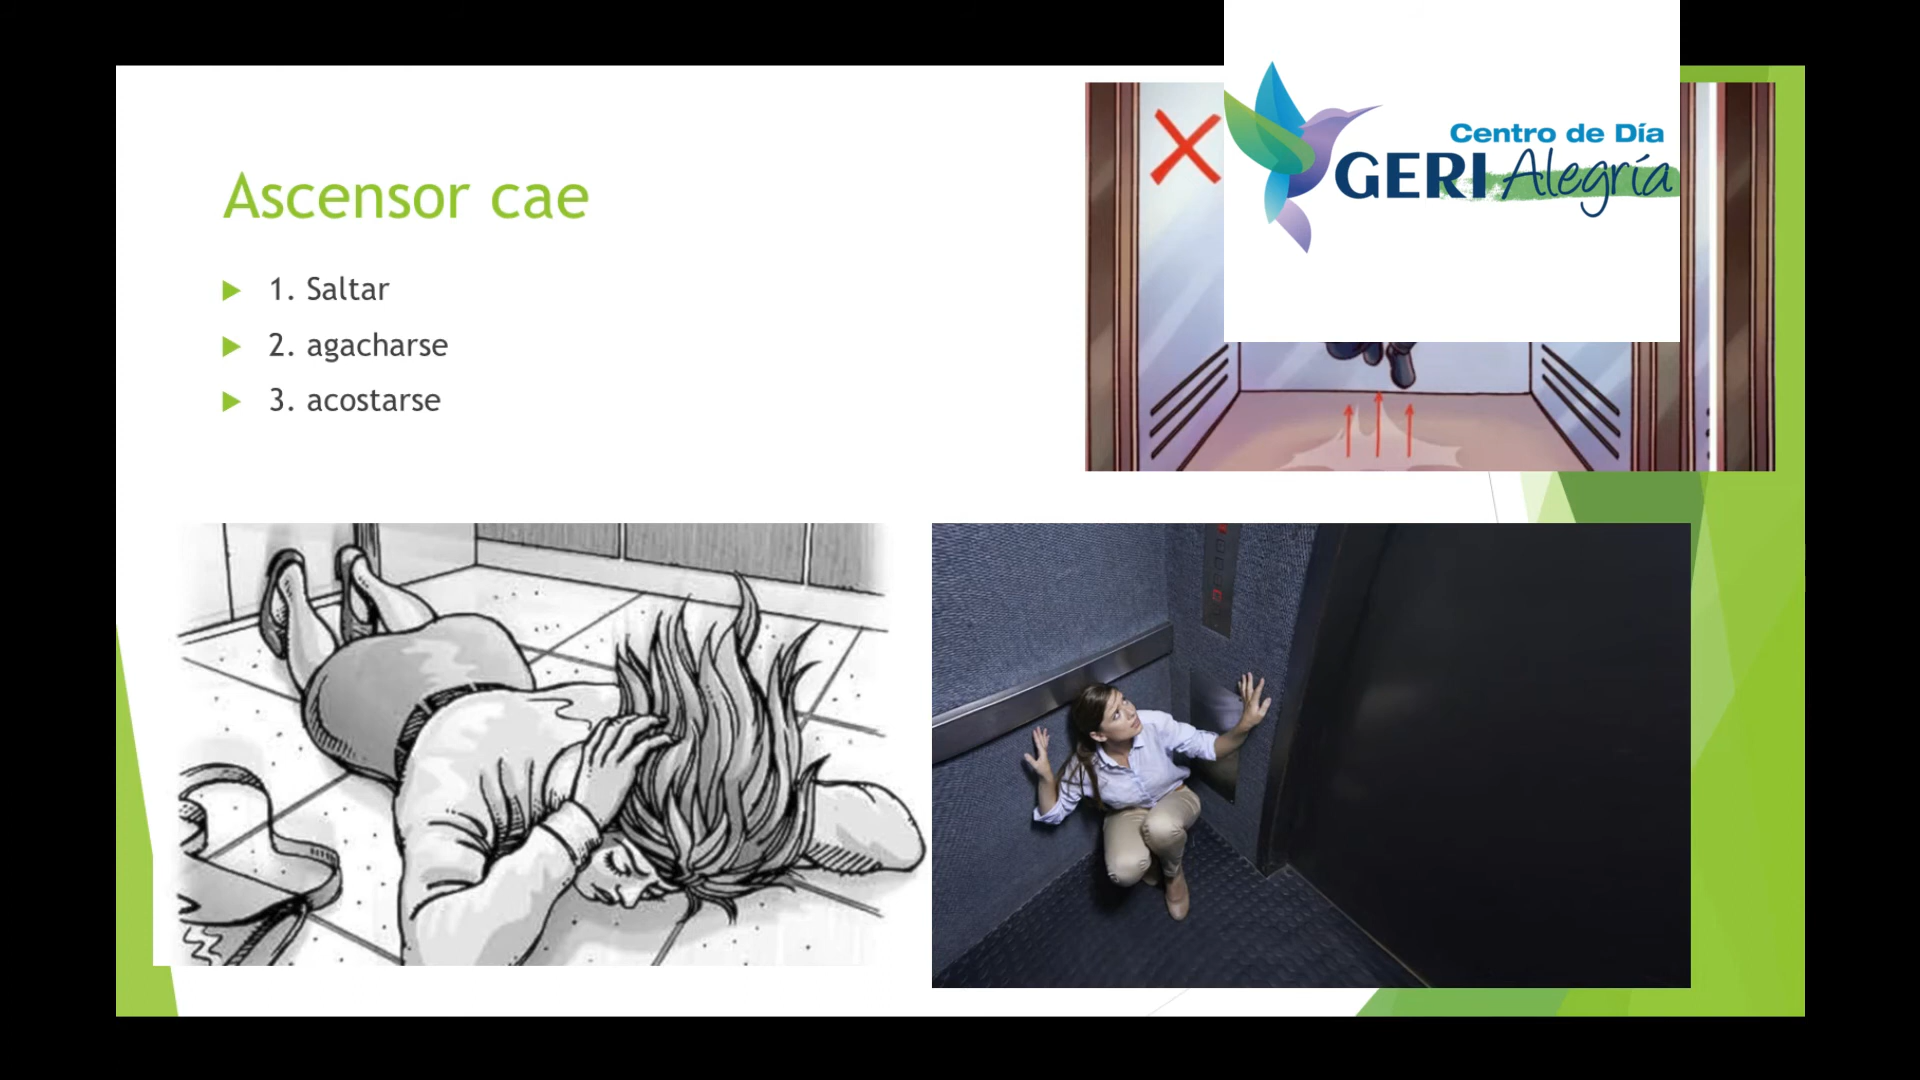 Centro de Día
GERI Alegría
Ascensor cae
1. Saltar
2. agacharse
3. acostarse